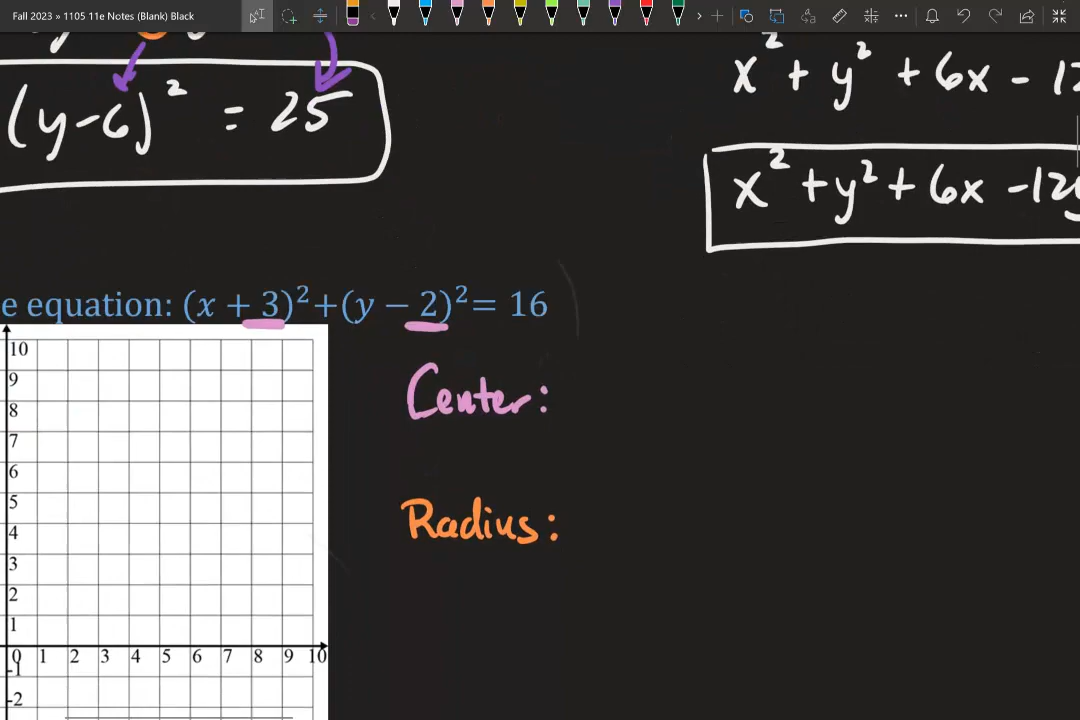 Fall 2023 » 1105 11e Notes (Blank) Black
x² + y² + 6x - 12
(y-6)² = 25
x² + y² + 6x - 12y
e equation: (x + 3)²+(y − 2)²= 16
10
9
8
7
6
5
4
3
2
1
0 1 2 3 4 5 6 7 8 9 10
-1
-2
Center:
Radius: